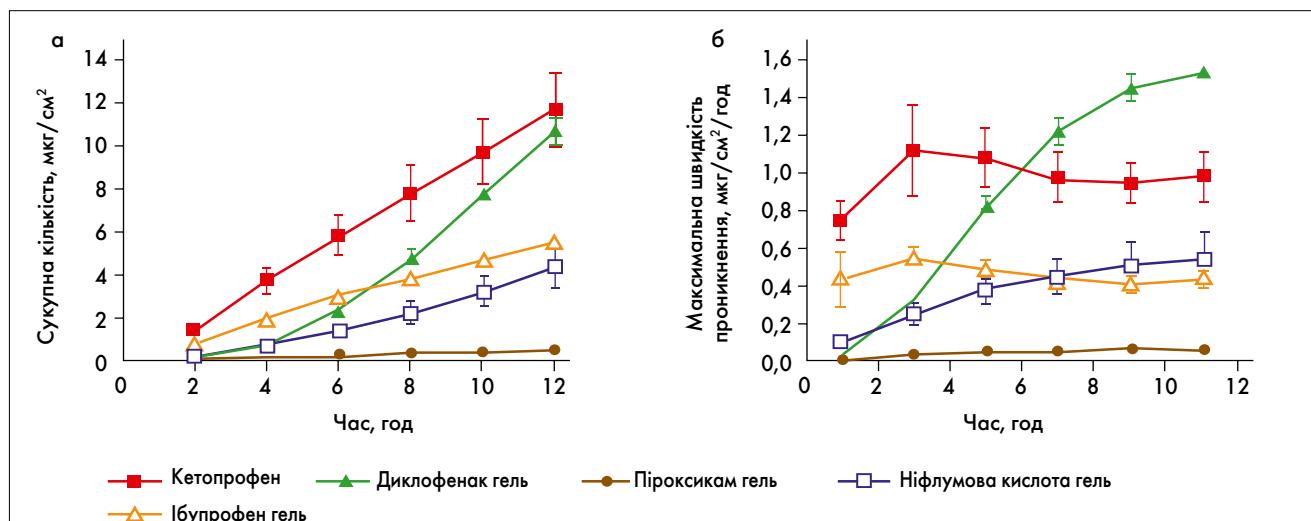 а
Сукупна кількість, мкг/см²
14
12
10
8
6
4
2
0
0 2 4 6 8 10 12
Час, год
б
Максимальна швидкість
проникнення, мкг/см²/год
1,6
1,4
1,2
1,0
0,8
0,6
0,4
0,2
0,0
0 2 4 6 8 10 12
Час, год
Кетопрофен Диклофенак гель Піроксикам гель Ніфлумова кислота гель
Ібупрофен гель